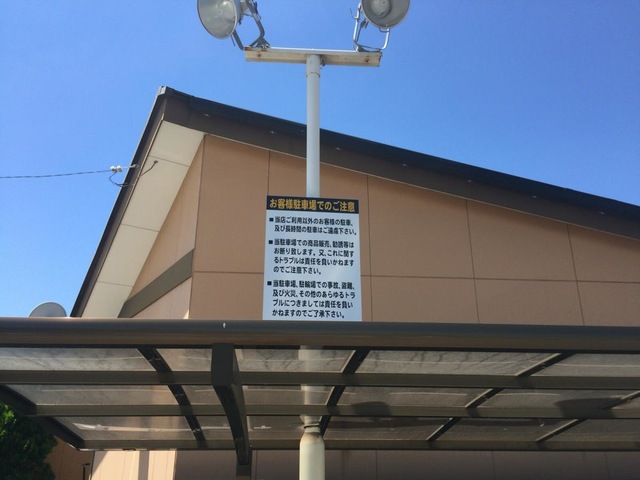 お客様駐車場でのご注意
■当店ご利用以外のお客様の駐車、
及び長時間の駐車はご遠慮下さい。
■当駐車場での商品販売、勧誘等は
お断り致します。又、これに関す
るトラブルは責任を負いかねます
のでご注意下さい。
■当駐車場、駐輪場での事故、盗難、
及び火災、その他のあらゆるトラ
ブルにつきましては責任を負い
かねますのでご了承下さい。